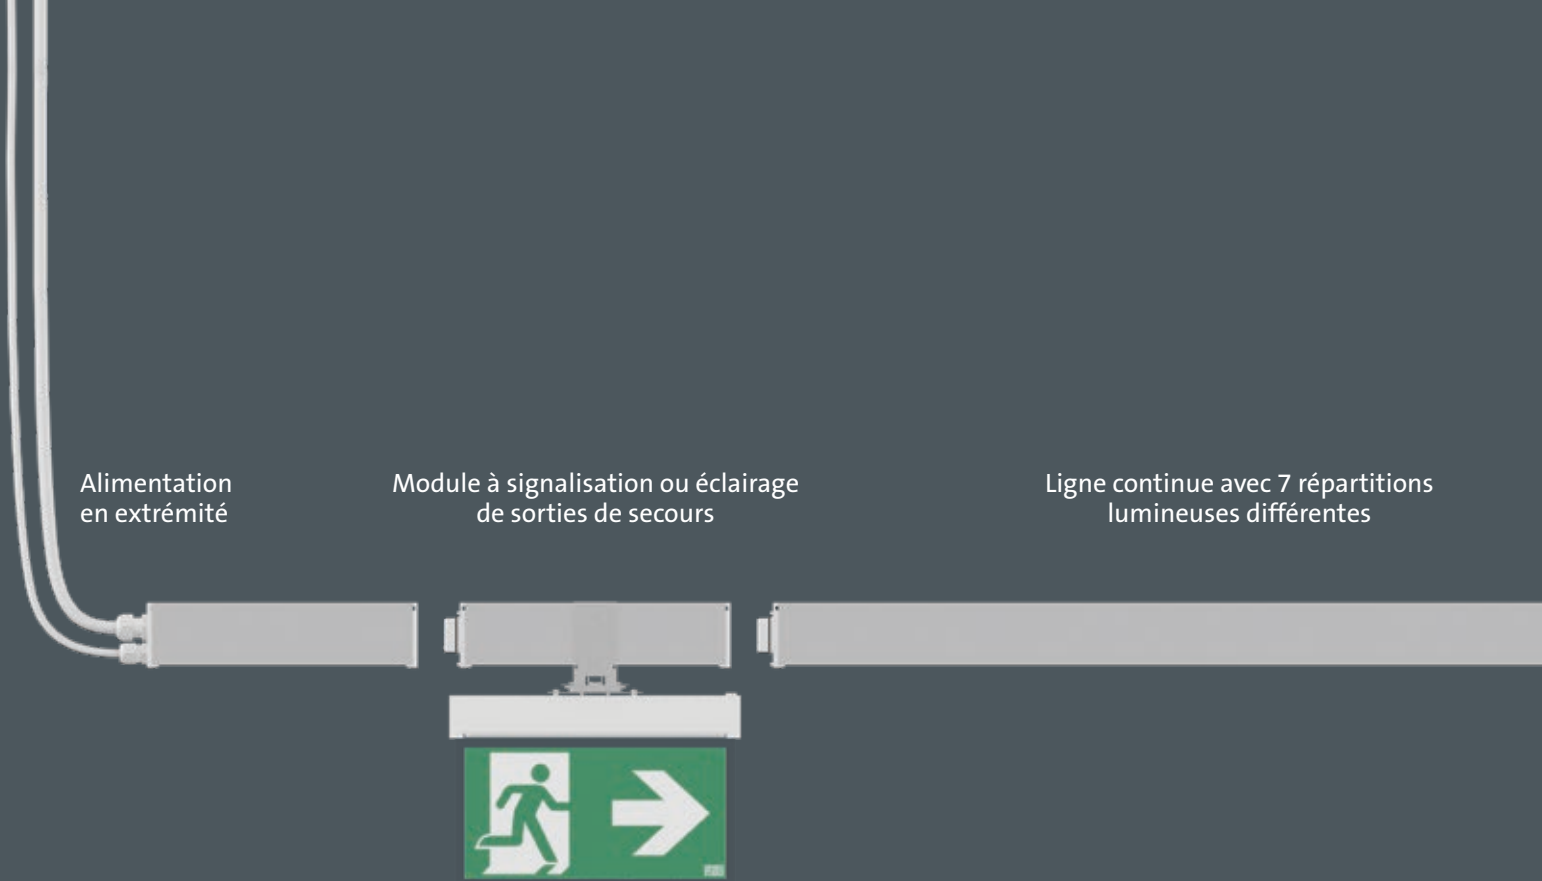 Alimentation
en extrémité
Module à signalisation ou éclairage
de sorties de secours
Ligne continue avec 7 répartitions
lumineuses différentes